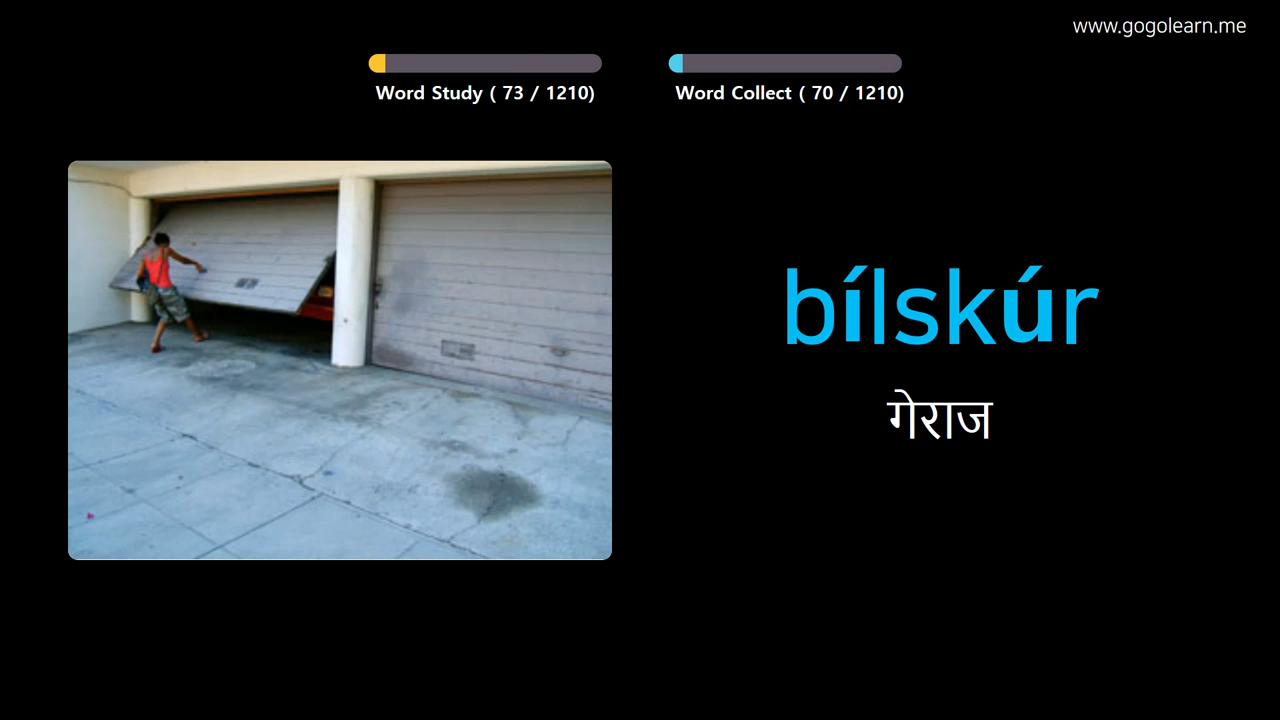 www.gogolearn.me
Word Study ( 73 / 1210)
Word Collect ( 70 / 1210)
bílskúr
गेराज